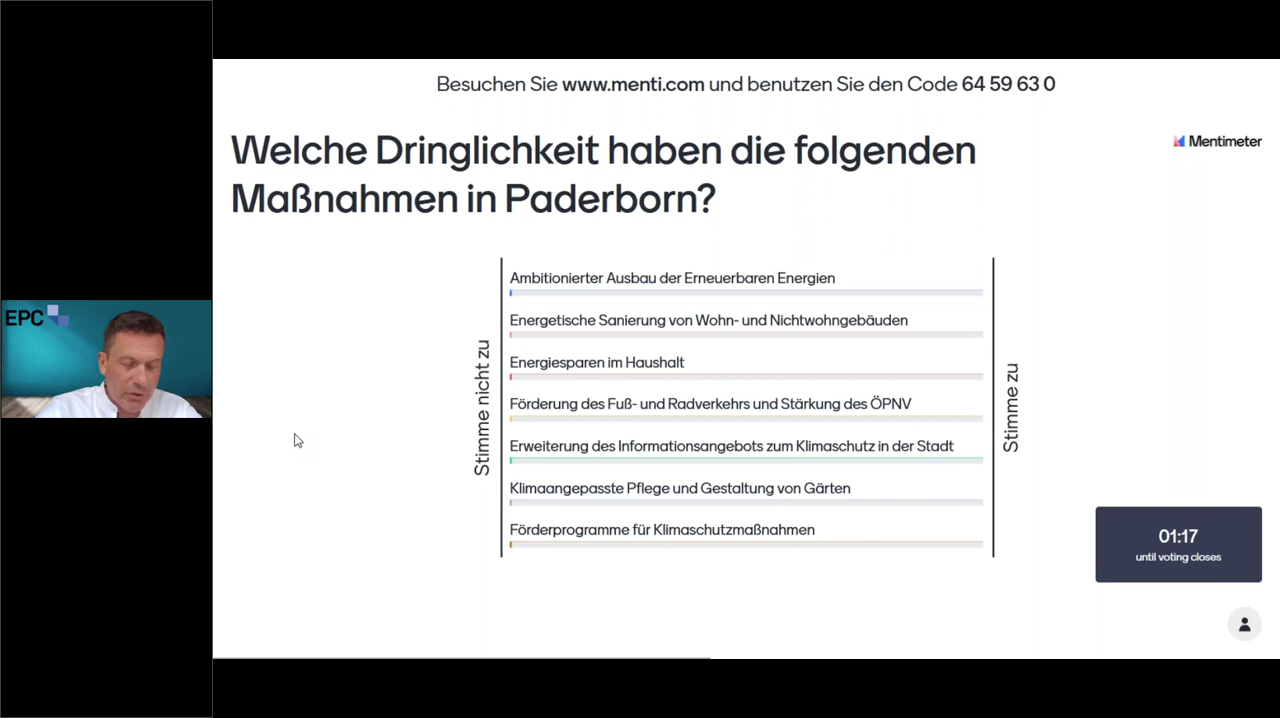 Besuchen Sie www.menti.com und benutzen Sie den Code 64 59 63 0
Welche Dringlichkeit haben die folgenden
Maßnahmen in Paderborn?
Mentimeter
Stimme nicht zu
Ambitionierter Ausbau der Erneuerbaren Energien
Energetische Sanierung von Wohn- und Nichtwohngebäuden
Energiesparen im Haushalt
Förderung des Fuß- und Radverkehrs und Stärkung des ÖPNV
Erweiterung des Informationsangebots zum Klimaschutz in der Stadt
Klimaangepasste Pflege und Gestaltung von Gärten
Förderprogramme für Klimaschutzmaßnahmen
Stimme zu
EPC
01:17
until voting closes